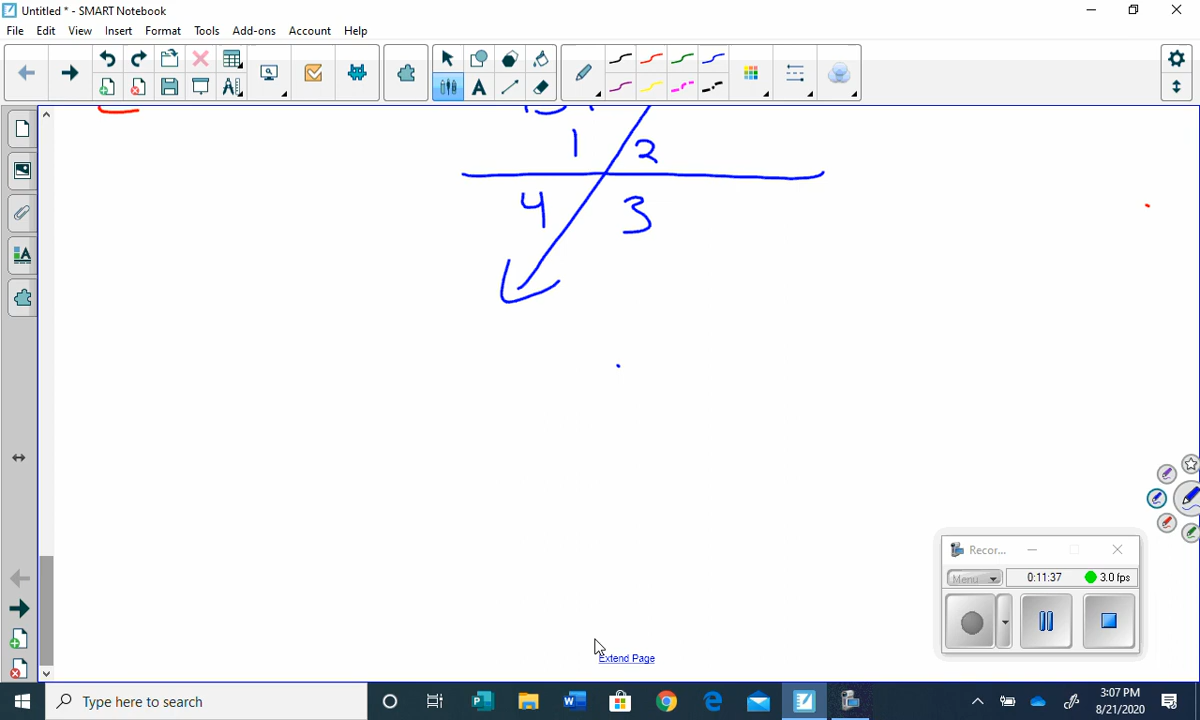 Untitled * - SMART Notebook
File Edit View Insert Format Tools Add-ons Account Help
1 2
4 3
Recor...
Menu 0:11:37 3.0 fps
Extend Page
Type here to search
3:07 PM
8/21/2020